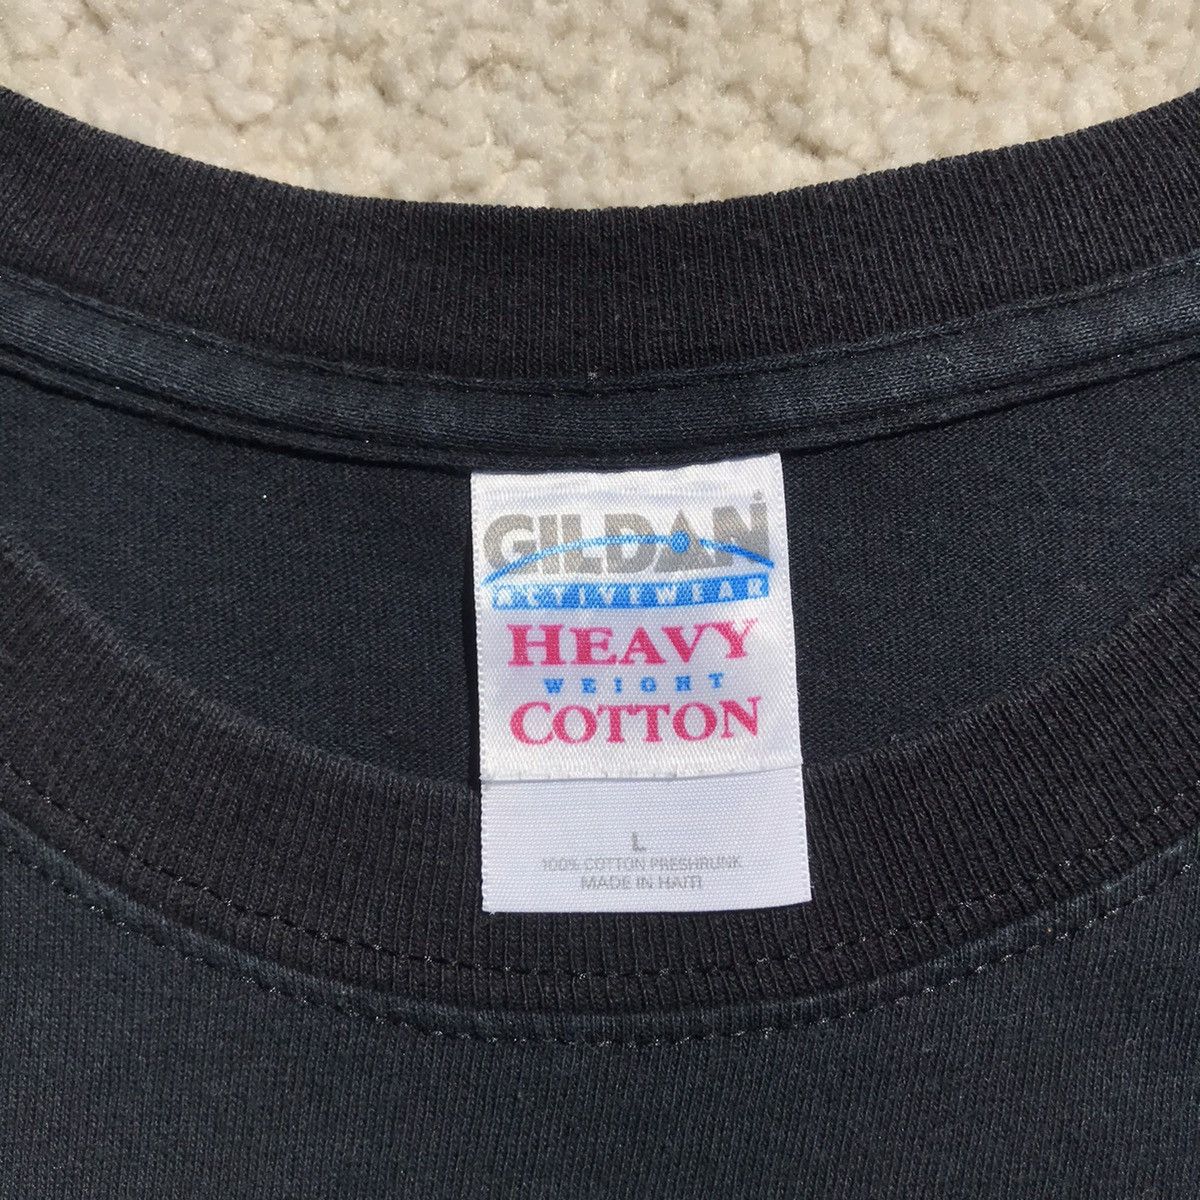 GILDAN®
ACTIVEWEAR
HEAVY
WEIGHT
COTTON
L
100% COTTON PRESHRUNK
MADE IN HAITI